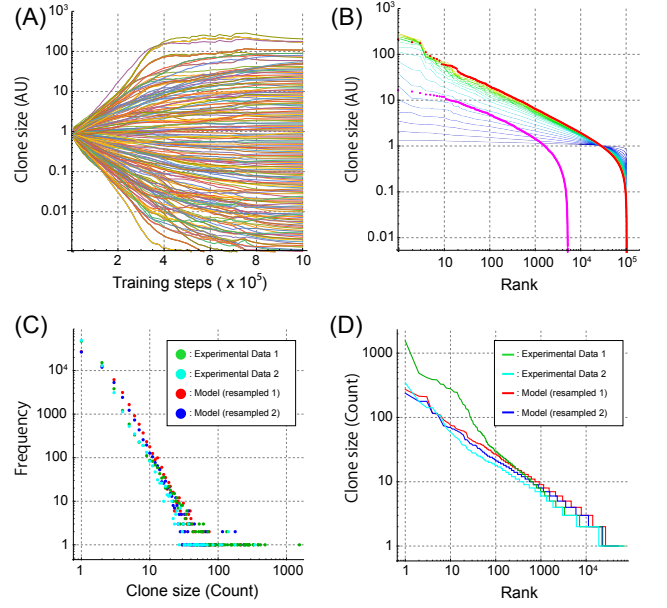 (A)
Clone size (AU)
10³
100
10
1
0.1
0.01
2
4
6
8
10
Training steps ( x 10⁵)
(B)
Clone size (AU)
10³
100
10
1
0.1
0.01
1
10
100
1000
10⁴
10⁵
Rank
(C)
Frequency
10⁴
1000
100
10
1
1
10
100
1000
Clone size (Count)
: Experimental Data 1
: Experimental Data 2
: Model (resampled 1)
: Model (resampled 2)
(D)
Clone size (Count)
1000
100
10
1
1
10
100
1000
10⁴
Rank
: Experimental Data 1
: Experimental Data 2
: Model (resampled 1)
: Model (resampled 2)